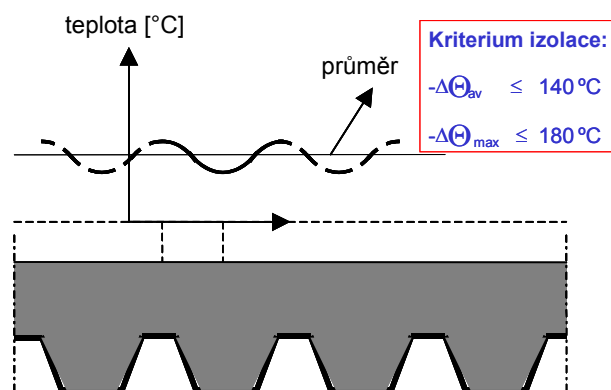 teplota [°C]
průměr
Kriterium izolace:
-ΔΘav ≤ 140 ºC
-ΔΘmax ≤ 180 ºC